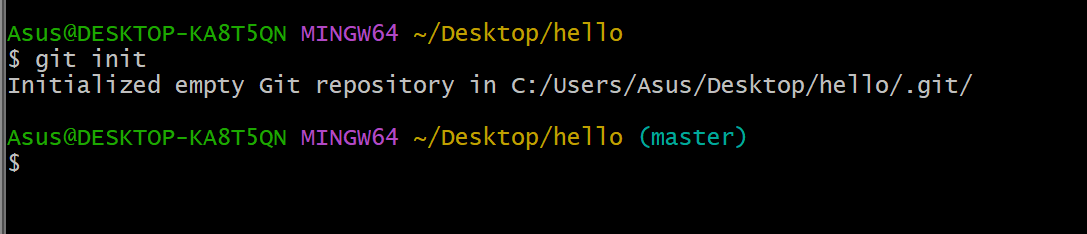 Asus@DESKTOP-KA8T5QN MINGW64 ~/Desktop/hello
$ git init
Initialized empty Git repository in C:/Users/Asus/Desktop/hello/.git/
Asus@DESKTOP-KA8T5QN MINGW64 ~/Desktop/hello (master)
$